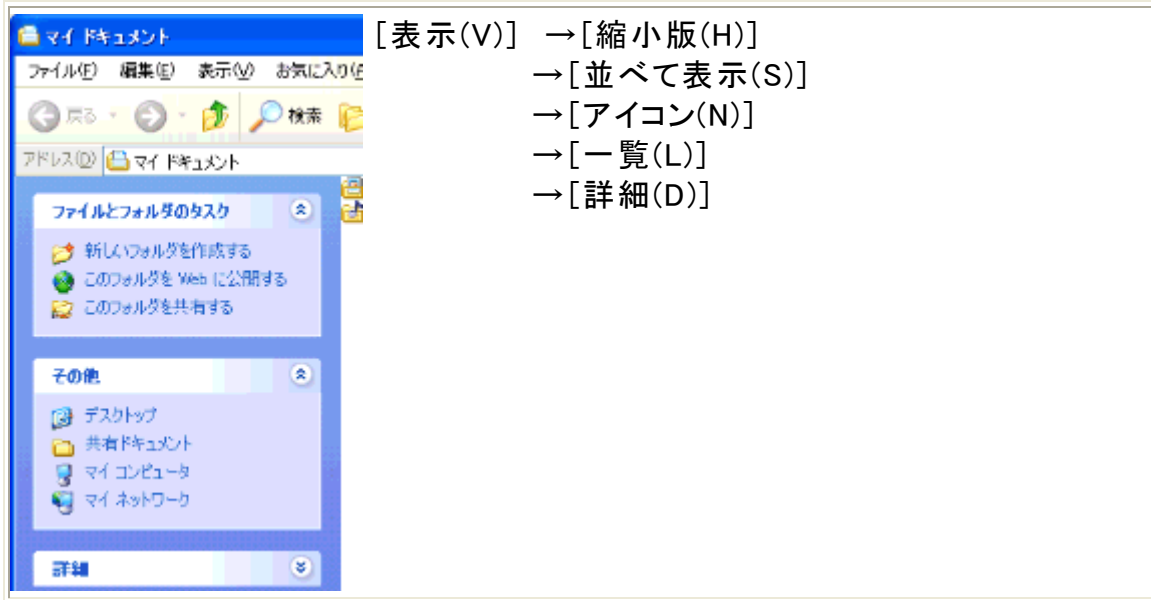 マイ ドキュメント
ファイル(F) 編集(E) 表示(V) お気に入り(
戻る 検索
アドレス(D) マイ ドキュメント
ファイルとフォルダのタスク
新しいフォルダを作成する
このフォルダを Web に公開する
このフォルダを共有する
その他
デスクトップ
共有ドキュメント
マイ コンピュータ
マイ ネットワーク
詳細
[表示(V)] →[縮小版(H)]
→[並べて表示(S)]
→[アイコン(N)]
→[一覧(L)]
→[詳細(D)]